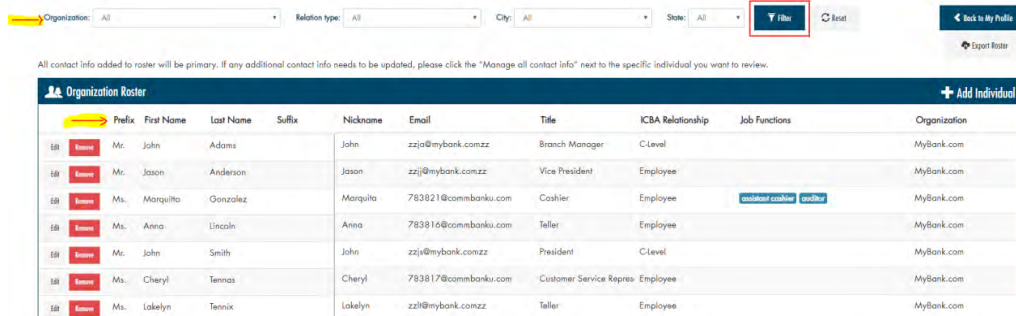 Organization: All Relation type: All City: All State: All Filter Reset Back to My Profile
Export Roster
All contact info added to roster will be primary. If any additional contact info needs to be updated, please click the "Manage all contact info" next to the specific individual you want to review.
Organization Roster Add Individual
Prefix First Name Last Name Suffix Nickname Email Title ICBA Relationship Job Functions Organization
Edit Remove Mr. John Adams John zzja@mybank.comzz Branch Manager C-Level MyBank.com
Edit Remove Mr. Jason Anderson Jason zzjj@mybank.comzz Vice President Employee MyBank.com
Edit Remove Ms. Marquita Gonzalez Marquita 783821@commbanku.com Cashier Employee assistant cashier auditor MyBank.com
Edit Remove Ms. Anna Lincoln Anna 783816@commbanku.com Teller Employee MyBank.com
Edit Remove Mr. John Smith John zzjs@mybank.comzz President C-Level MyBank.com
Edit Remove Ms. Cheryl Tennas Cheryl 783817@commbanku.com Customer Service Repres Employee MyBank.com
Edit Remove Ms. Lakelyn Tennix Lakelyn zzlt@mybank.comzz Teller Employee MyBank.com